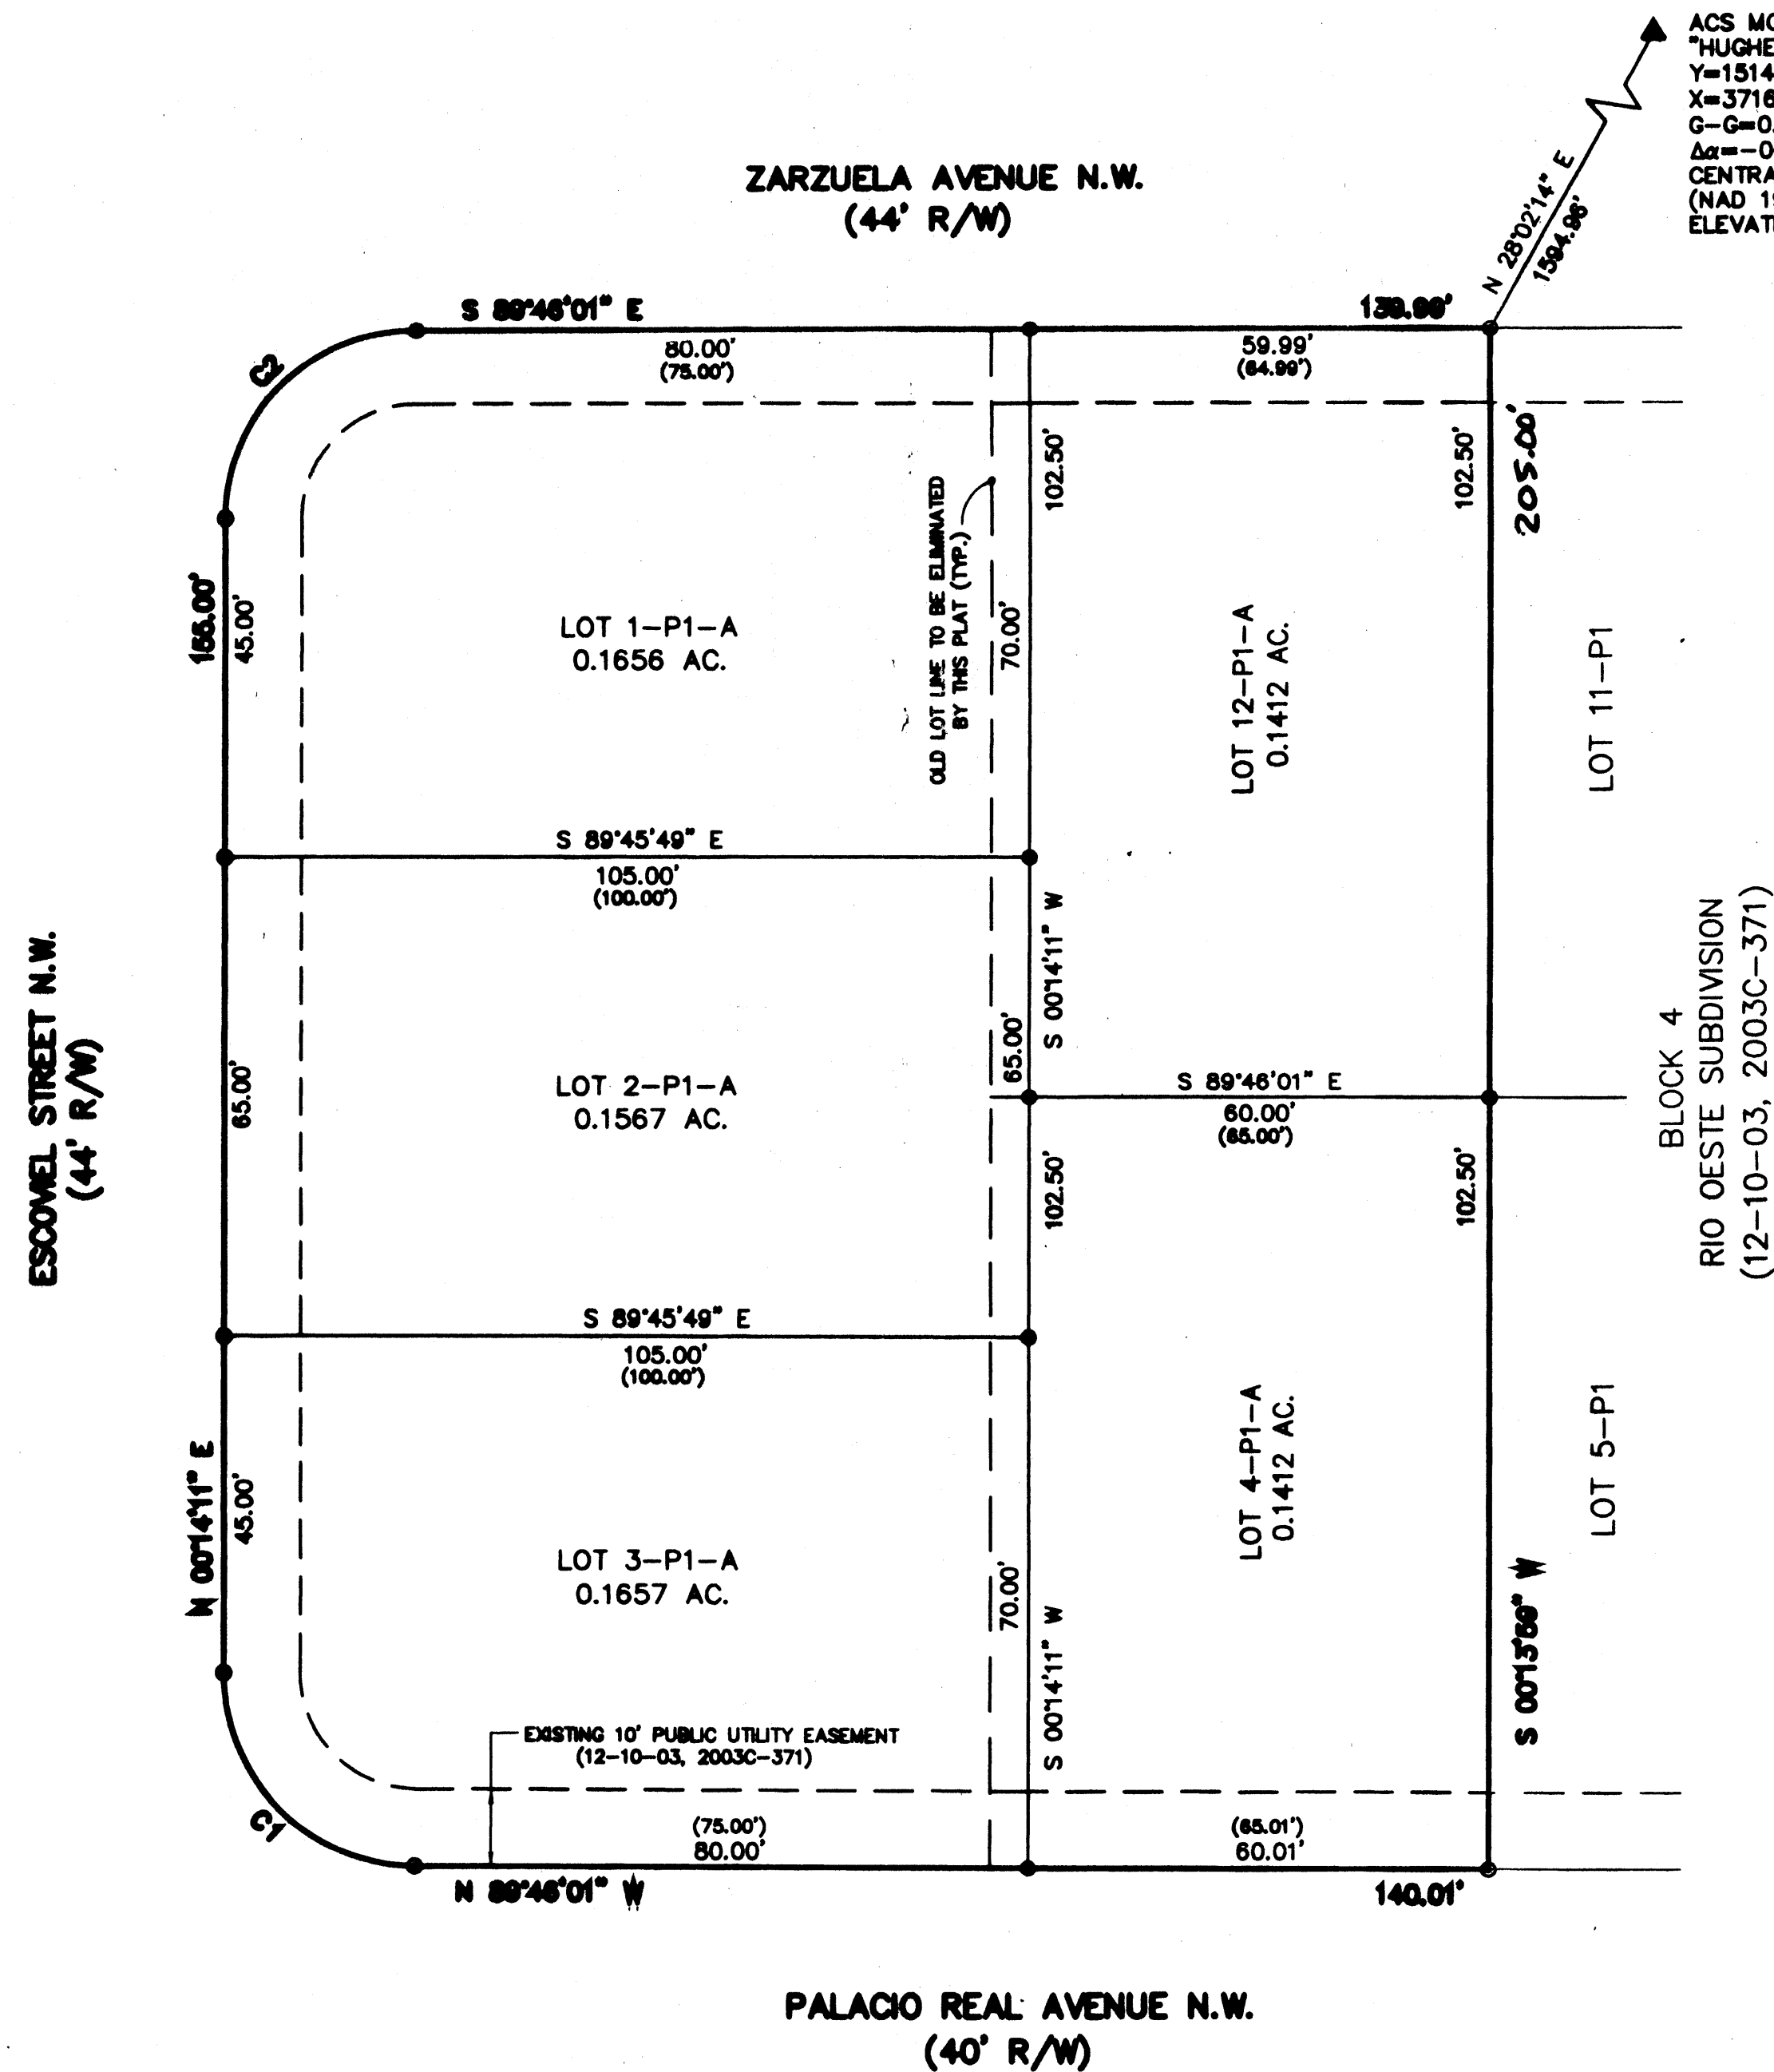 ZARZUELA AVENUE N.W.
(44' R/W)
ACS
"HUGHE
Y=1514
X=3716
G-G=0.
Δα=-0
CENTRA
(NAD 19
ELEVAT
N 28°02'14" E
1594.96'
S 89°46'01" E
139.99'
80.00'
(75.00')
59.99'
(64.99')
C2
102.50'
102.50'
205.00'
OLD LOT LINE TO BE ELIMINATED
BY THIS PLAT (TYP.)
155.00'
45.00'
LOT 1-P1-A
0.1656 AC.
70.00'
LOT 12-P1-A
0.1412 AC.
LOT 11-P1
S 89°45'49" E
105.00'
(100.00')
S 00°14'11" W
65.00'
ESCOVIEL STREET N.W.
(44' R/W)
65.00'
LOT 2-P1-A
0.1567 AC.
S 89°46'01" E
60.00'
(65.00')
BLOCK 4
RIO OESTE SUBDIVISION
(12-10-03, 2003C-371)
102.50'
102.50'
S 89°45'49" E
105.00'
(100.00')
N 00°14'11" E
45.00'
LOT 3-P1-A
0.1657 AC.
70.00'
S 00°14'11" W
LOT 4-P1-A
0.1412 AC.
LOT 5-P1
S 00°13'59" W
EXISTING 10' PUBLIC UTILITY EASEMENT
(12-10-03, 2003C-371)
C1
(75.00')
80.00'
(65.01')
60.01'
N 89°46'01" W
140.01'
PALACIO REAL AVENUE N.W.
(40' R/W)